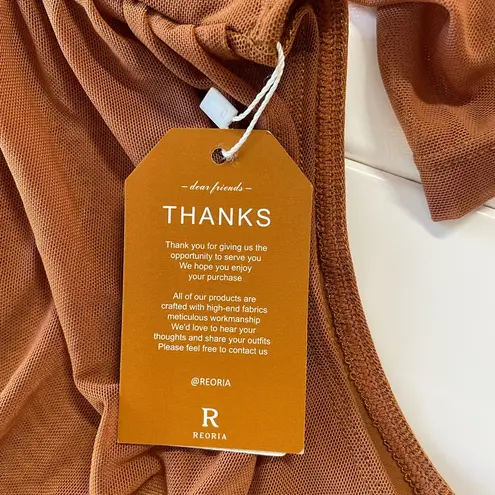 – dear friends –
THANKS
Thank you for giving us the
opportunity to serve you
We hope you enjoy
your purchase
All of our products are
crafted with high-end fabrics
meticulous workmanship
We'd love to hear your
thoughts and share your outfits
Please feel free to contact us
@REORIA
R
REORIA